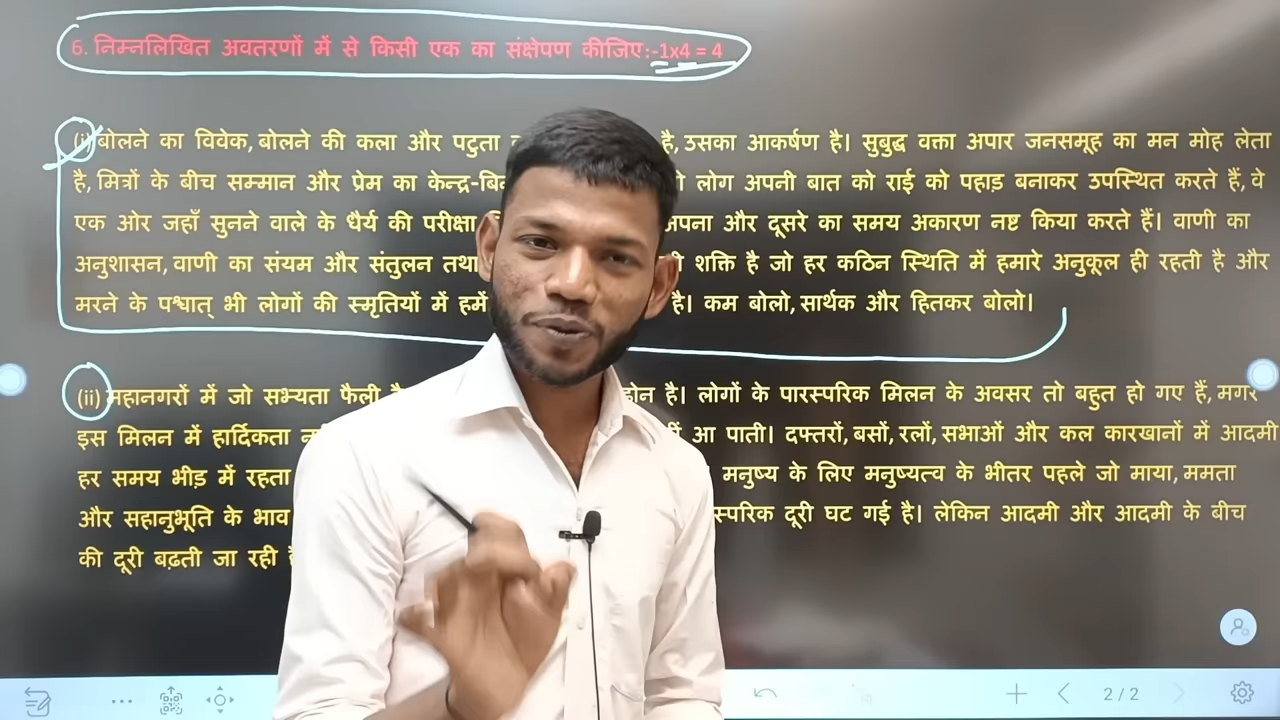 6. निम्नलिखित अवतरणों में से किसी एक का संक्षेपण कीजिए:-1x4 = 4
(i) बोलने का विवेक, बोलने की कला और पटुता है, उसका आकर्षण है। सुबुद्ध वक्ता अपार जनसमूह का मन मोह लेता
है, मित्रों के बीच सम्मान और प्रेम का लोग अपनी बात को राई को पहाड़ बनाकर उपस्थित करते हैं, वे
एक ओर जहाँ सुनने वाले के धैर्य की परीक्षा अपना और दूसरे का समय अकारण नष्ट किया करते हैं। वाणी का
अनुशासन, वाणी का संयम और संतुलन तथा शक्ति है जो हर कठिन स्थिति में हमारे अनुकूल ही रहती है और
मरने के पश्चात् भी लोगों की स्मृतियों में हमें है। कम बोलो, सार्थक और हितकर बोलो।
(ii) महानगरों में जो सभ्यता फैली है। लोगों के पारस्परिक मिलन के अवसर तो बहुत हो गए हैं, मगर
इस मिलन में हार्दिकता आ पाती। दफ्तरों, बसों, रलों, सभाओं और कल कारखानों में आदमी
हर समय भीड़ में रहता मनुष्य के लिए मनुष्यत्व के भीतर पहले जो माया, ममता
और सहानुभूति के भाव दूरी घट गई है। लेकिन आदमी और आदमी के बीच
की दूरी बढ़ती जा रही
2/2